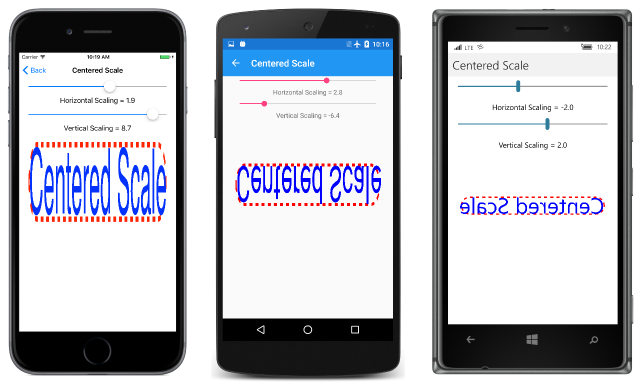 Carrier 10:19 AM
Back Centered Scale
Horizontal Scaling = 1.9
Vertical Scaling = 8.7
Centered Scale
10:16
Centered Scale
Horizontal Scaling = 2.8
Vertical Scaling = -6.4
Centered Scale
LTE 10:22
Centered Scale
Horizontal Scaling = -2.0
Vertical Scaling = 2.0
Centered Scale